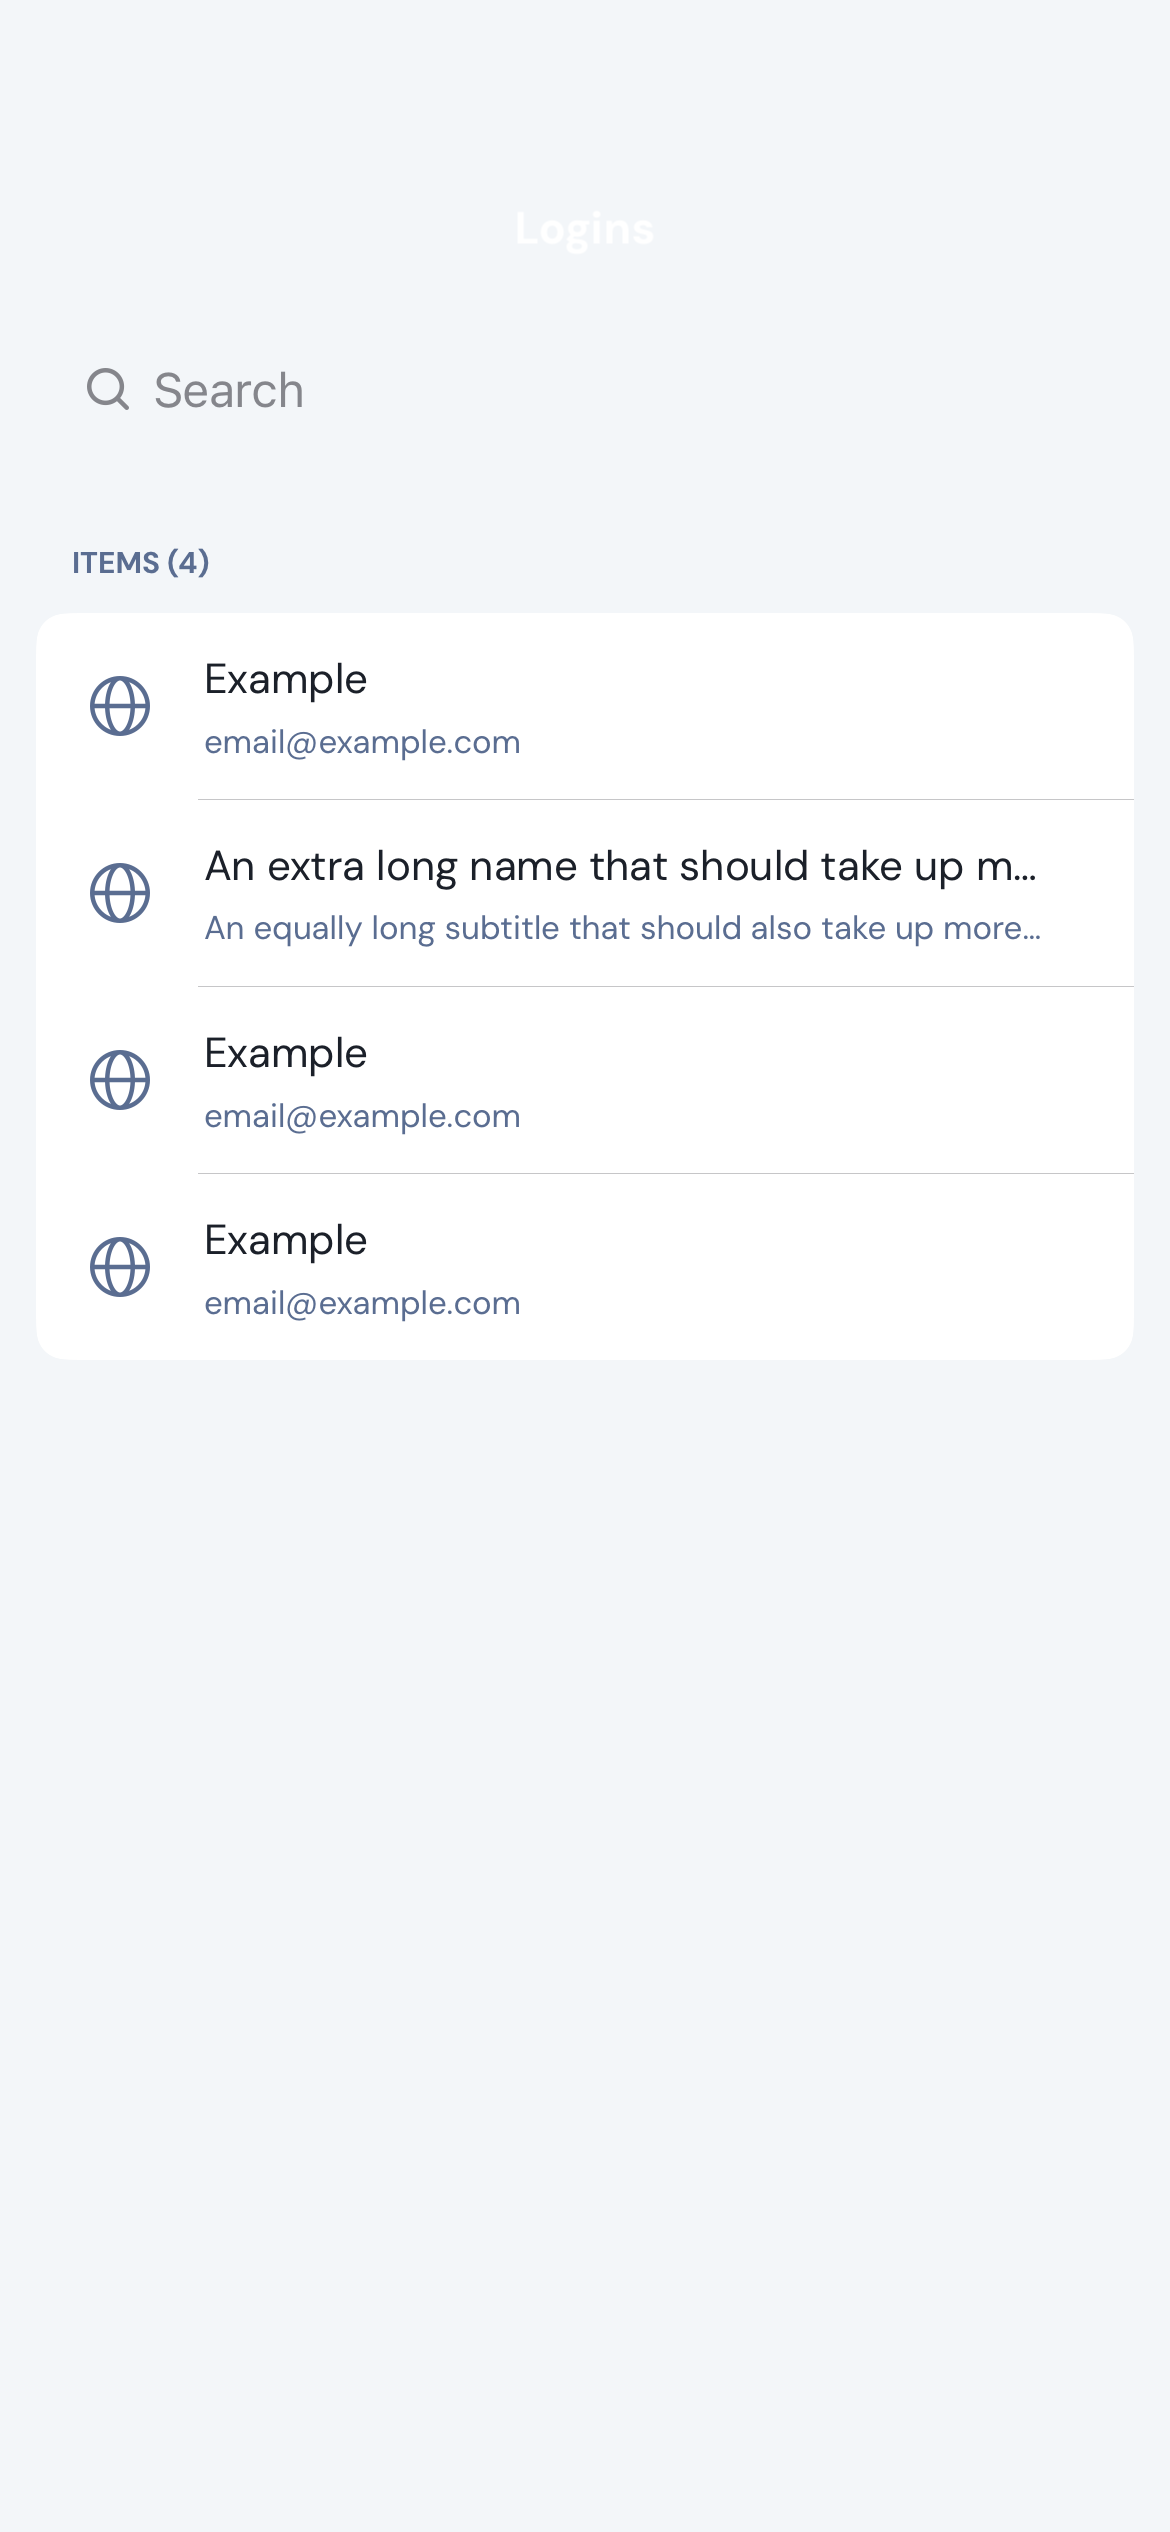 Logins
Search
ITEMS (4)
Example
email@example.com
An extra long name that should take up m...
An equally long subtitle that should also take up more...
Example
email@example.com
Example
email@example.com